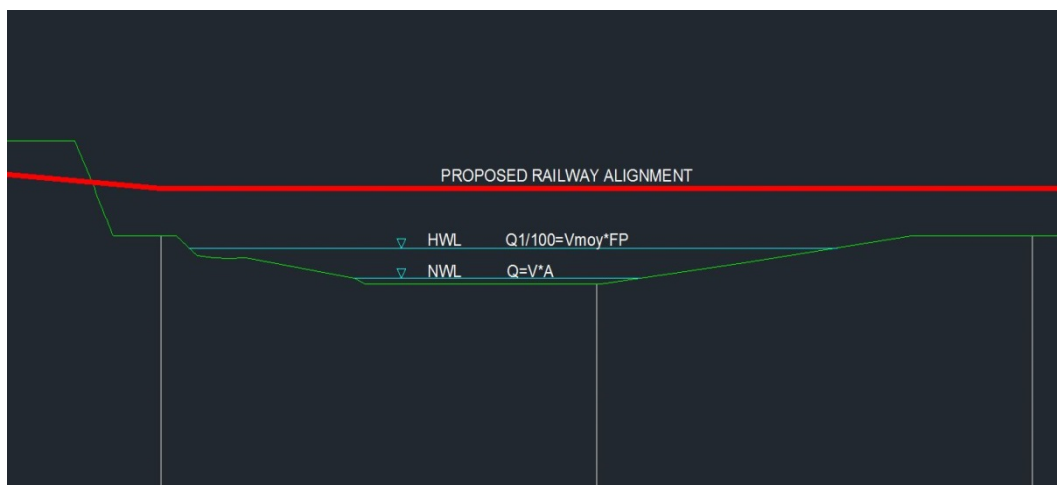 PROPOSED RAILWAY ALIGNMENT
HWL Q1/100=Vmoy*FP
NWL Q=V*A